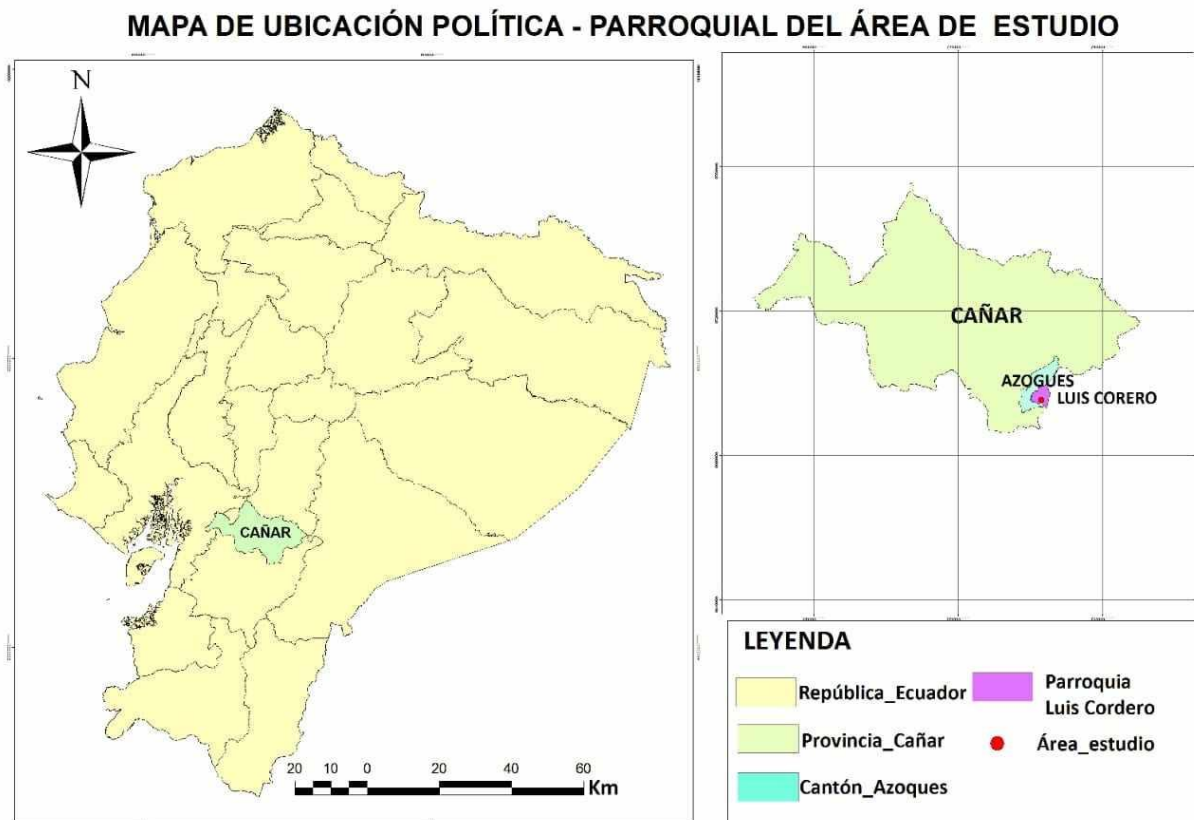 MAPA DE UBICACIÓN POLÍTICA - PARROQUIAL DEL ÁREA DE ESTUDIO
N
CAÑAR
20 10 0 20 40 60
Km
CAÑAR
AZOGUES
LUIS CORERO
LEYENDA
República_Ecuador
Provincia_Cañar
Cantón_Azoques
Parroquia
Luis Cordero
Área_estudio